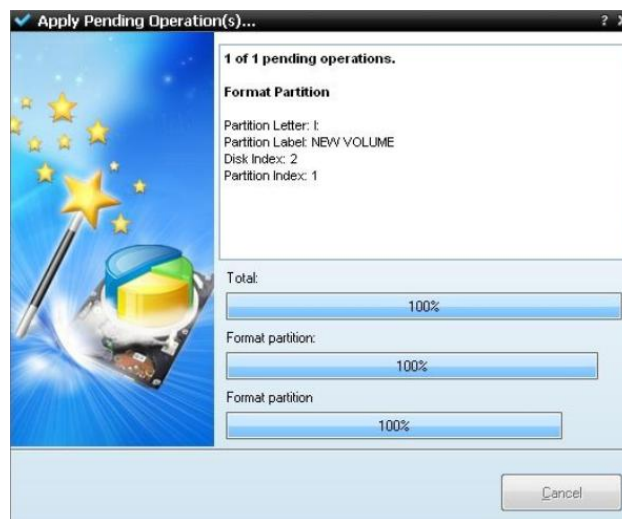 Apply Pending Operation(s)...
?
1 of 1 pending operations.
Format Partition
Partition Letter: I:
Partition Label: NEW VOLUME
Disk Index: 2
Partition Index: 1
Total:
100%
Format partition:
100%
Format partition
100%
Cancel